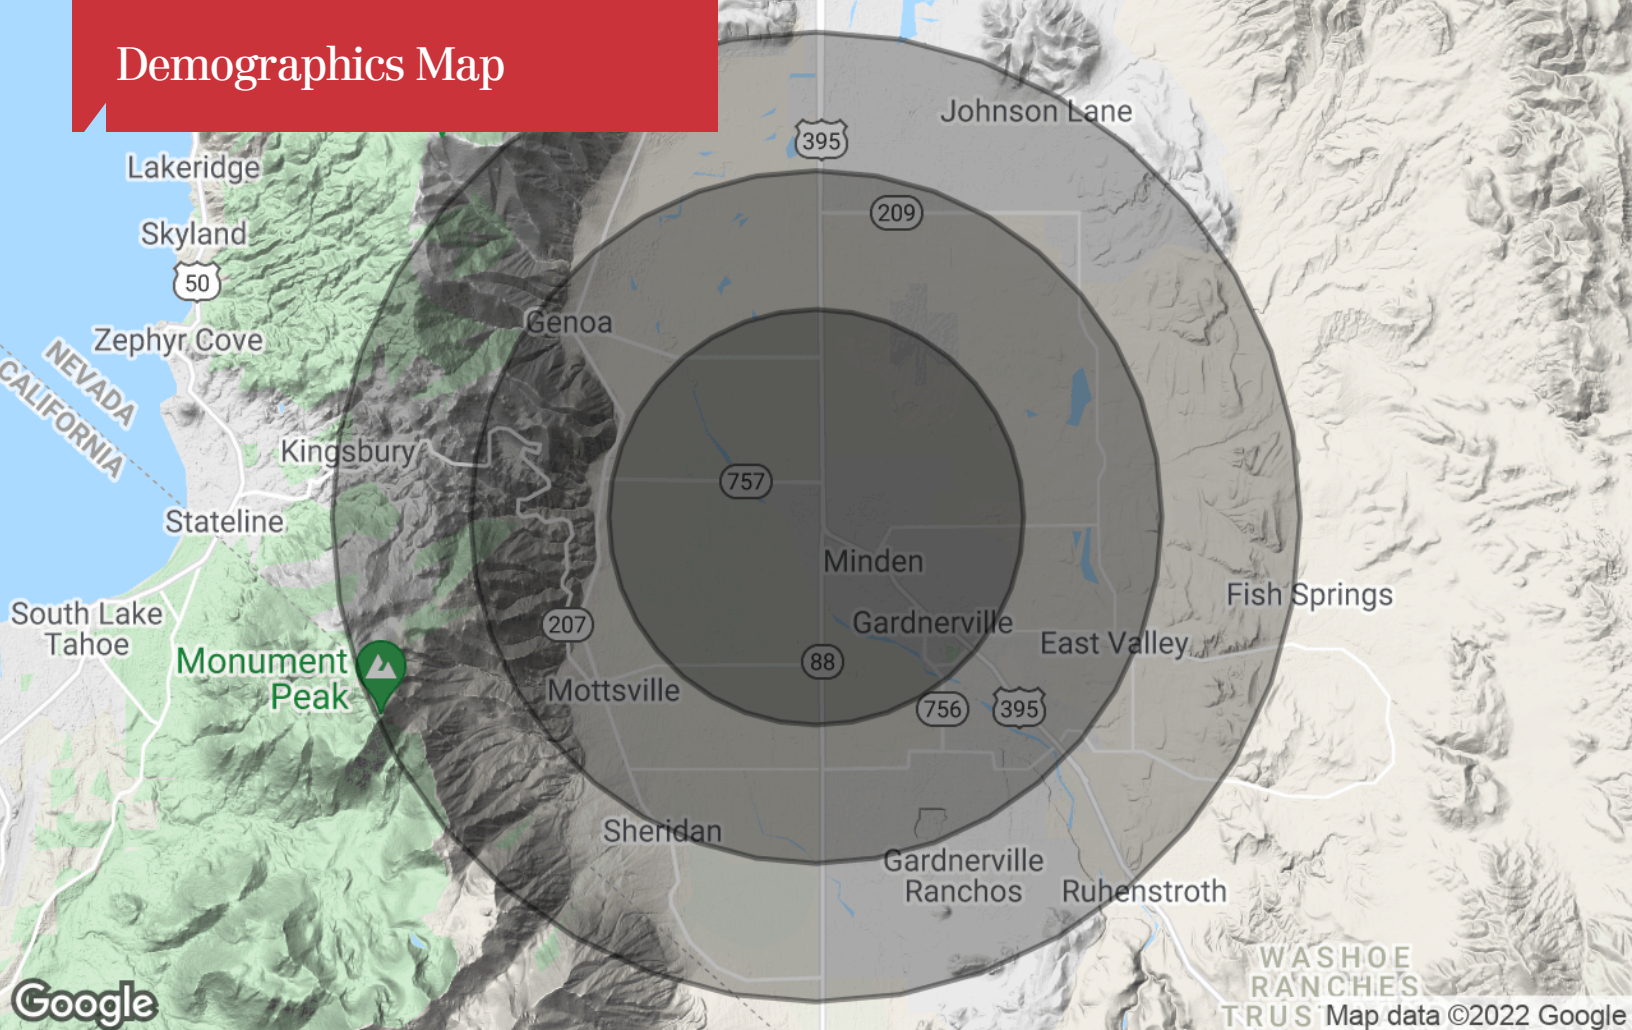 Demographics Map
Johnson Lane
395
Lakeridge
209
Skyland
50
Genoa
Zephyr Cove
NEVADA
CALIFORNIA
Kingsbury
757
Stateline
Minden
Fish Springs
South Lake
Tahoe
207
Gardnerville
East Valley
Monument
Peak
88
Mottsville
756
395
Sheridan
Gardnerville
Ranchos
Ruhenstroth
WASHOE
RANCHES
TRUST
Google
Map data ©2022 Google